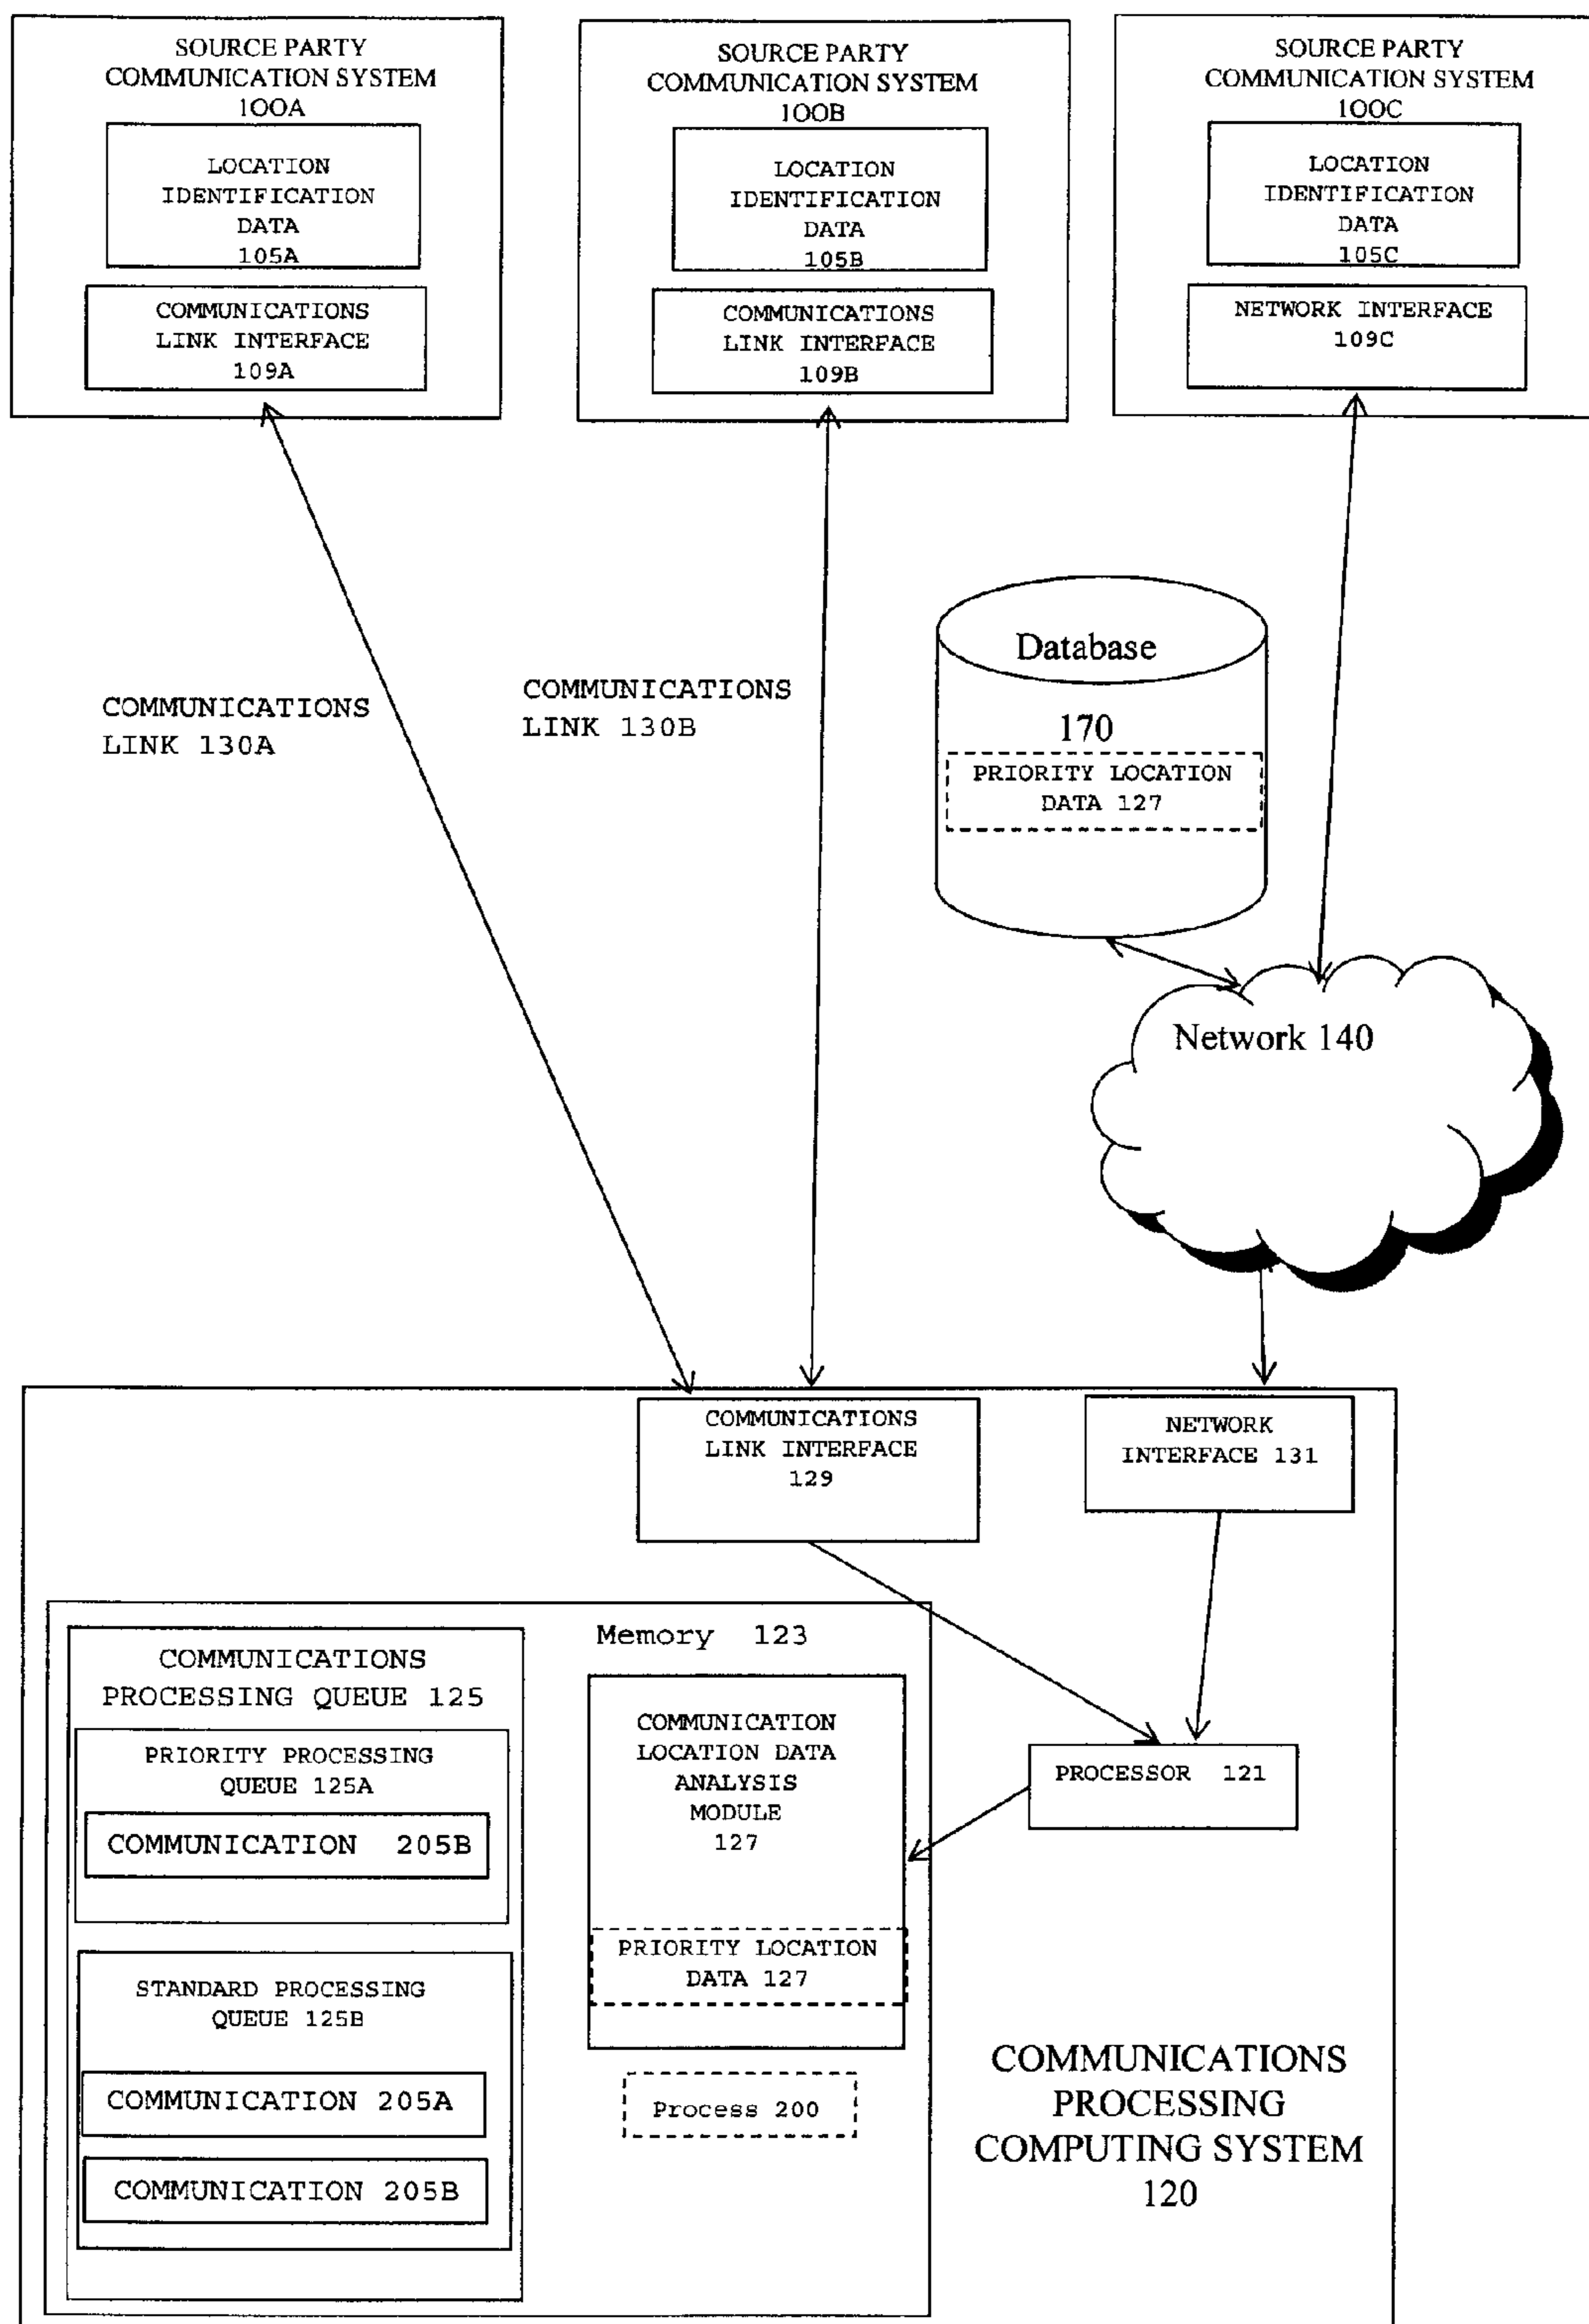 SOURCE PARTY
COMMUNICATION SYSTEM
100A
LOCATION
IDENTIFICATION
DATA
105A
COMMUNICATIONS
LINK INTERFACE
109A
SOURCE PARTY
COMMUNICATION SYSTEM
100B
LOCATION
IDENTIFICATION
DATA
105B
COMMUNICATIONS
LINK INTERFACE
109B
SOURCE PARTY
COMMUNICATION SYSTEM
100C
LOCATION
IDENTIFICATION
DATA
105C
NETWORK INTERFACE
109C
COMMUNICATIONS
LINK 130A
COMMUNICATIONS
LINK 130B
Database
170
PRIORITY LOCATION
DATA 127
Network 140
COMMUNICATIONS
LINK INTERFACE
129
NETWORK
INTERFACE 131
Memory 123
COMMUNICATIONS
PROCESSING QUEUE 125
PRIORITY PROCESSING
QUEUE 125A
COMMUNICATION 205B
STANDARD PROCESSING
QUEUE 125B
COMMUNICATION 205A
COMMUNICATION 205B
COMMUNICATION
LOCATION DATA
ANALYSIS
MODULE
127
PRIORITY LOCATION
DATA 127
Process 200
PROCESSOR 121
COMMUNICATIONS
PROCESSING
COMPUTING SYSTEM
120